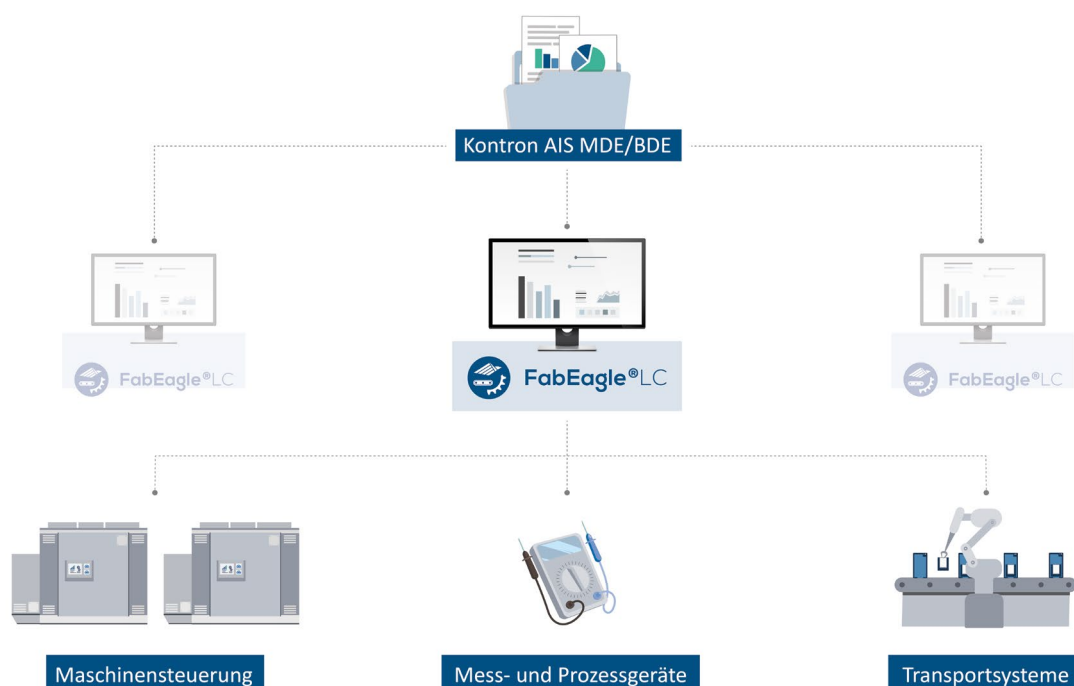 Kontron AIS MDE/BDE
FabEagle®LC
FabEagle®LC
FabEagle®LC
Maschinensteuerung
Mess- und Prozessgeräte
Transportsysteme